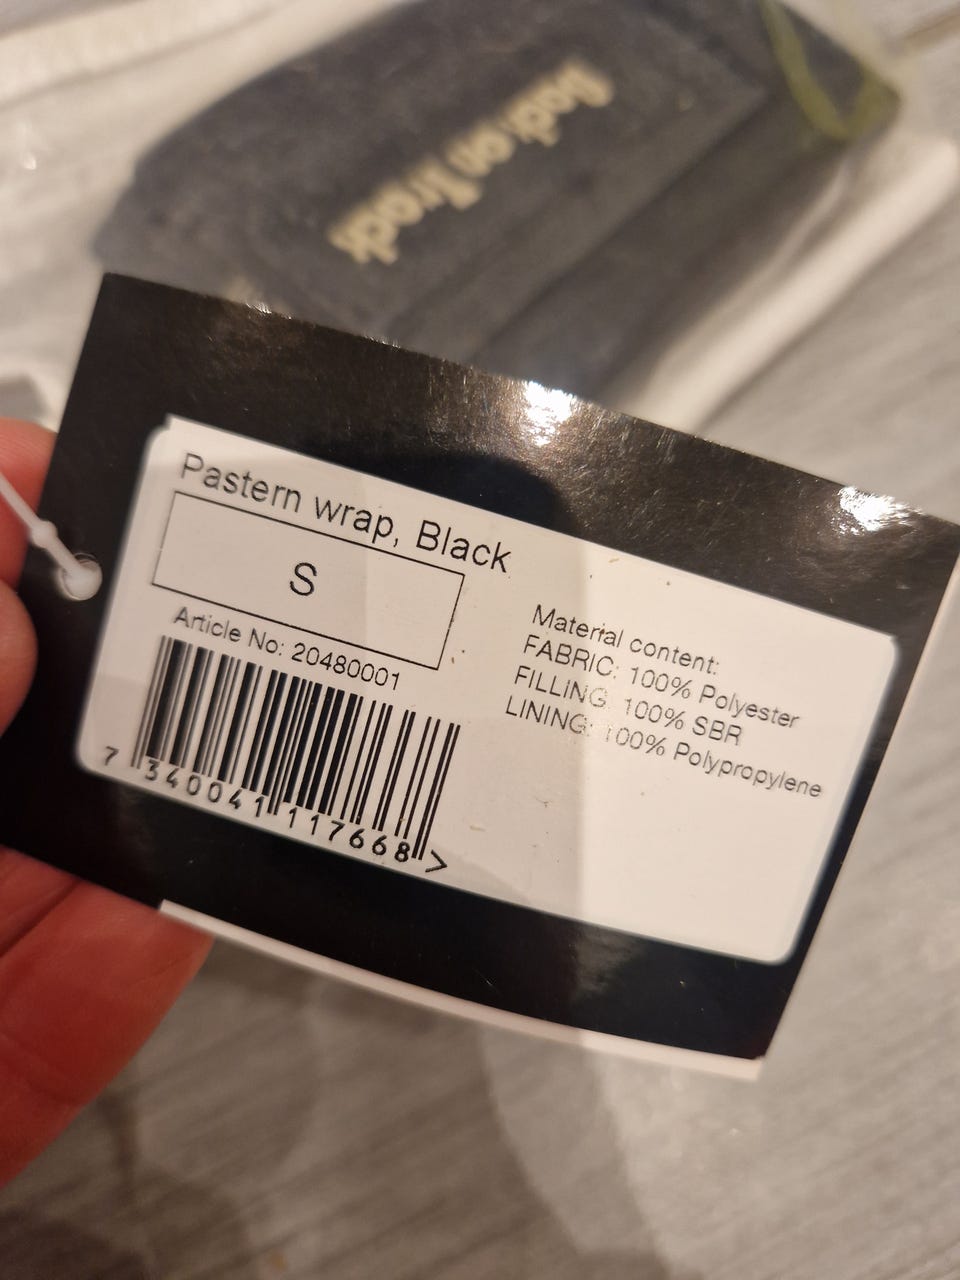 Back on Track
Pastern wrap, Black
S
Article No: 20480001
7 340041 117668 >
Material content:
FABRIC: 100% Polyester
FILLING: 100% SBR
LINING: 100% Polypropylene